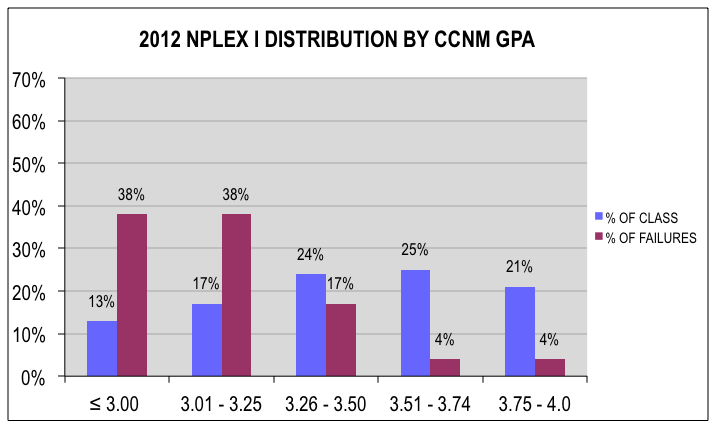 2012 NPLEX I DISTRIBUTION BY CCNM GPA
70%
60%
50%
40%
30%
20%
10%
0%
13%
38%
17%
38%
24%
17%
25%
4%
21%
4%
≤ 3.00
3.01 - 3.25
3.26 - 3.50
3.51 - 3.74
3.75 - 4.0
% OF CLASS
% OF FAILURES